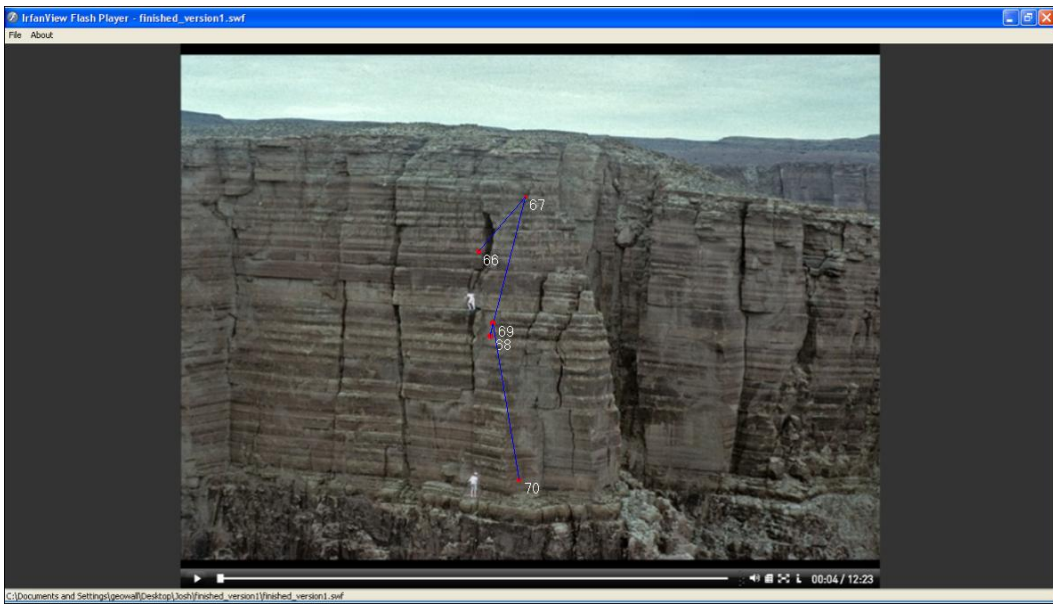 IrfanView Flash Player - finished_version1.swf
File About
67
66
69
68
70
00:04 / 12:23
C:\Documents and Settings\geowall\Desktop\Josh\finished_version1\finished_version1.swf